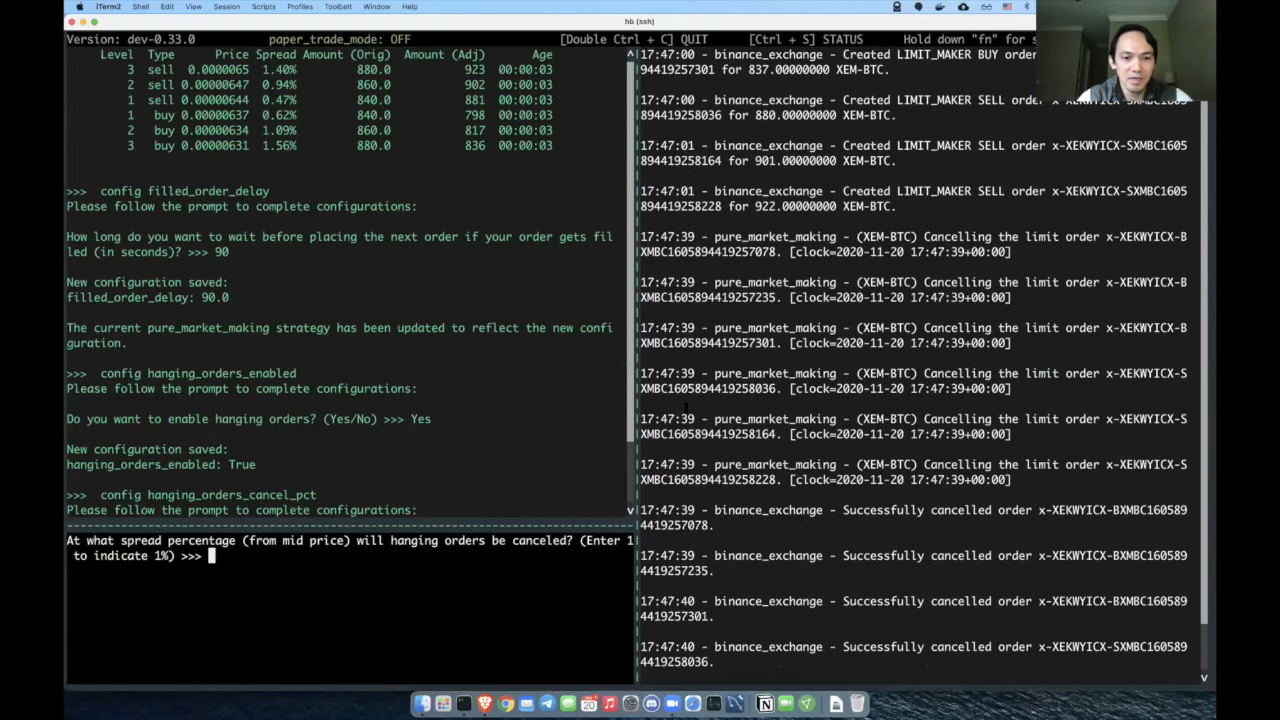 iTerm2 Shell Edit View Session Scripts Profiles Toolbelt Window Help
hb (ssh)
Version: dev-0.33.0 paper_trade_mode: OFF [Double Ctrl + C] QUIT [Ctrl + S] STATUS Hold down "fn" for s
Level Type Price Spread Amount (Orig) Amount (Adj) Age
3 sell 0.0000065 1.40% 880.0 923 00:00:03
2 sell 0.00000647 0.94% 860.0 902 00:00:03
1 sell 0.00000644 0.47% 840.0 881 00:00:03
1 buy 0.00000637 0.62% 840.0 798 00:00:03
2 buy 0.00000634 1.09% 860.0 817 00:00:03
3 buy 0.00000631 1.56% 880.0 836 00:00:03
>>> config filled_order_delay
Please follow the prompt to complete configurations:
How long do you want to wait before placing the next order if your order gets fil
led (in seconds)? >>> 90
New configuration saved:
filled_order_delay: 90.0
The current pure_market_making strategy has been updated to reflect the new confi
guration.
>>> config hanging_orders_enabled
Please follow the prompt to complete configurations:
Do you want to enable hanging orders? (Yes/No) >>> Yes
New configuration saved:
hanging_orders_enabled: True
>>> config hanging_orders_cancel_pct
Please follow the prompt to complete configurations:
At what spread percentage (from mid price) will hanging orders be canceled? (Enter 1
to indicate 1%) >>>
17:47:00 - binance_exchange - Created LIMIT_MAKER BUY order
94419257301 for 837.00000000 XEM-BTC.
17:47:00 - binance_exchange - Created LIMIT_MAKER SELL order x-XEKWYICX-SXMBC1605
894419258036 for 880.00000000 XEM-BTC.
17:47:01 - binance_exchange - Created LIMIT_MAKER SELL order x-XEKWYICX-SXMBC1605
894419258164 for 901.00000000 XEM-BTC.
17:47:01 - binance_exchange - Created LIMIT_MAKER SELL order x-XEKWYICX-SXMBC1605
894419258228 for 922.00000000 XEM-BTC.
17:47:39 - pure_market_making - (XEM-BTC) Cancelling the limit order x-XEKWYICX-B
XMBC1605894419257078. [clock=2020-11-20 17:47:39+00:00]
17:47:39 - pure_market_making - (XEM-BTC) Cancelling the limit order x-XEKWYICX-B
XMBC1605894419257235. [clock=2020-11-20 17:47:39+00:00]
17:47:39 - pure_market_making - (XEM-BTC) Cancelling the limit order x-XEKWYICX-B
XMBC1605894419257301. [clock=2020-11-20 17:47:39+00:00]
17:47:39 - pure_market_making - (XEM-BTC) Cancelling the limit order x-XEKWYICX-S
XMBC1605894419258036. [clock=2020-11-20 17:47:39+00:00]
17:47:39 - pure_market_making - (XEM-BTC) Cancelling the limit order x-XEKWYICX-S
XMBC1605894419258164. [clock=2020-11-20 17:47:39+00:00]
17:47:39 - pure_market_making - (XEM-BTC) Cancelling the limit order x-XEKWYICX-S
XMBC1605894419258228. [clock=2020-11-20 17:47:39+00:00]
17:47:39 - binance_exchange - Successfully cancelled order x-XEKWYICX-BXMBC160589
4419257078.
17:47:39 - binance_exchange - Successfully cancelled order x-XEKWYICX-BXMBC160589
4419257235.
17:47:40 - binance_exchange - Successfully cancelled order x-XEKWYICX-BXMBC160589
4419257301.
17:47:40 - binance_exchange - Successfully cancelled order x-XEKWYICX-SXMBC160589
4419258036.